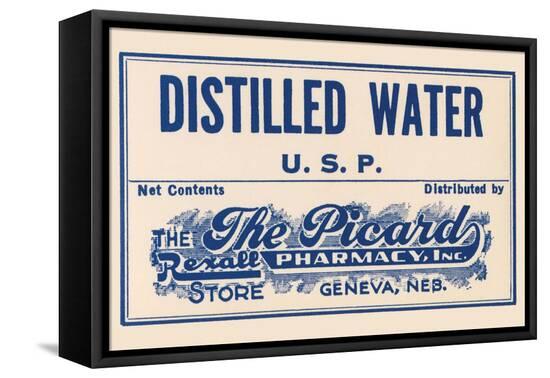 DISTILLED WATER
U. S. P.
Net Contents Distributed by
THE The Picard
Rexall PHARMACY, INC.
STORE GENEVA, NEB.